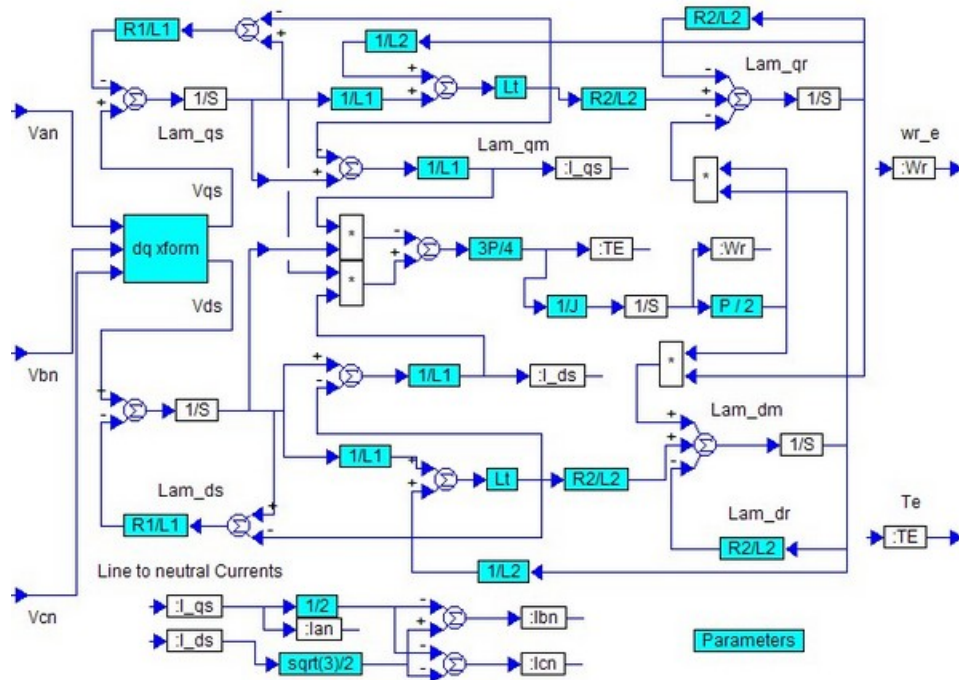 R1/L1
-
+
R2/L2
1/L2
Lam_qr
-
+
+
Lt
-
+
-
1/S
-
+
1/S
1/L1
R2/L2
Van
Lam_qs
Lam_qm
wr_e
-
+
1/L1
:I_qs
*
:Wr
Vqs
dq xform
*
-
+
3P/4
:TE
:Wr
*
Vds
1/J
1/S
P / 2
Vbn
+
-
1/L1
:I_ds
*
+
-
1/S
Lam_dm
+
+
-
1/S
1/L1
+
+
Lt
R2/L2
Lam_ds
+
-
R1/L1
Lam_dr
R2/L2
Te
:TE
Line to neutral Currents
1/L2
Vcn
:I_qs
1/2
-
+
:Ibn
:Ian
:I_ds
sqrt(3)/2
-
-
:Icn
Parameters